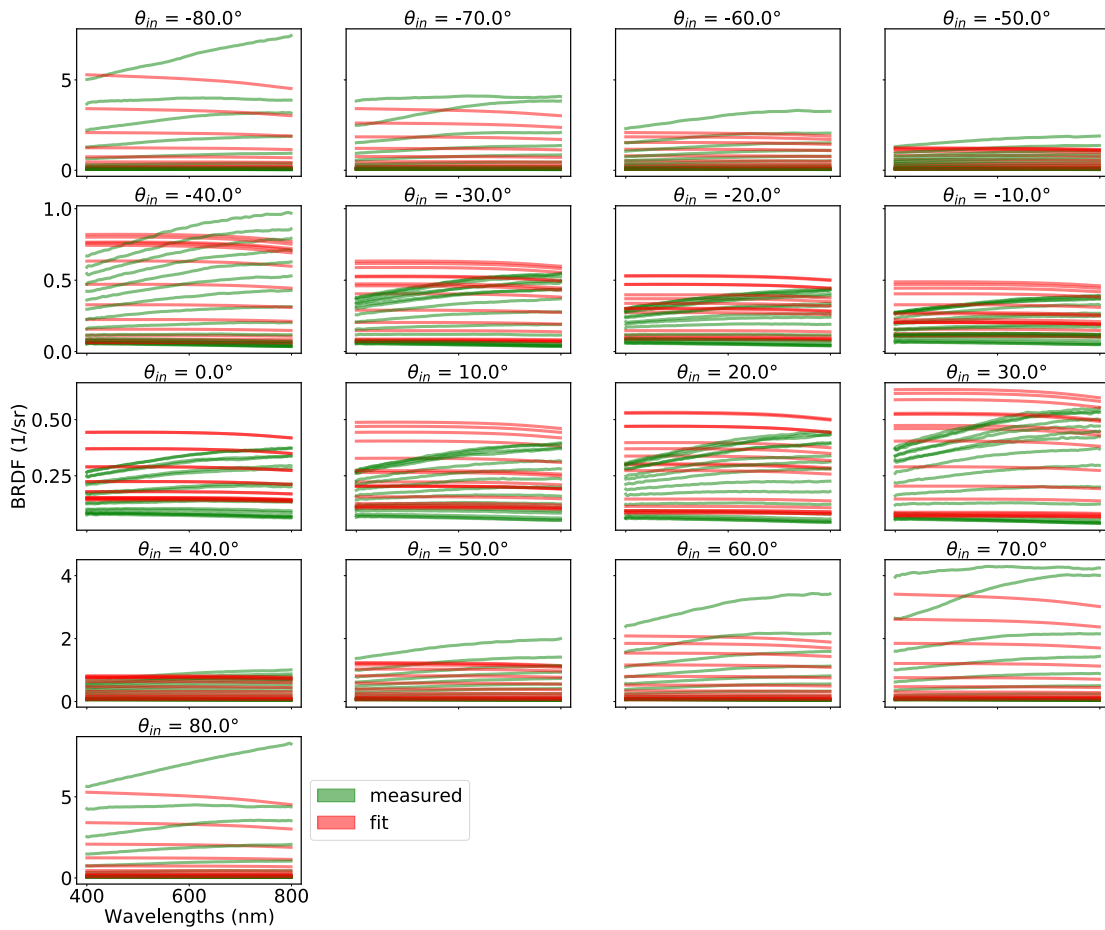 θin = -80.0° θin = -70.0° θin = -60.0° θin = -50.0°
5
0
θin = -40.0° θin = -30.0° θin = -20.0° θin = -10.0°
1.0
0.5
0.0
θin = 0.0° θin = 10.0° θin = 20.0° θin = 30.0°
0.50
0.25
BRDF (1/sr)
θin = 40.0° θin = 50.0° θin = 60.0° θin = 70.0°
4
2
0
θin = 80.0°
5
0
measured
fit
400 600 800
Wavelengths (nm)